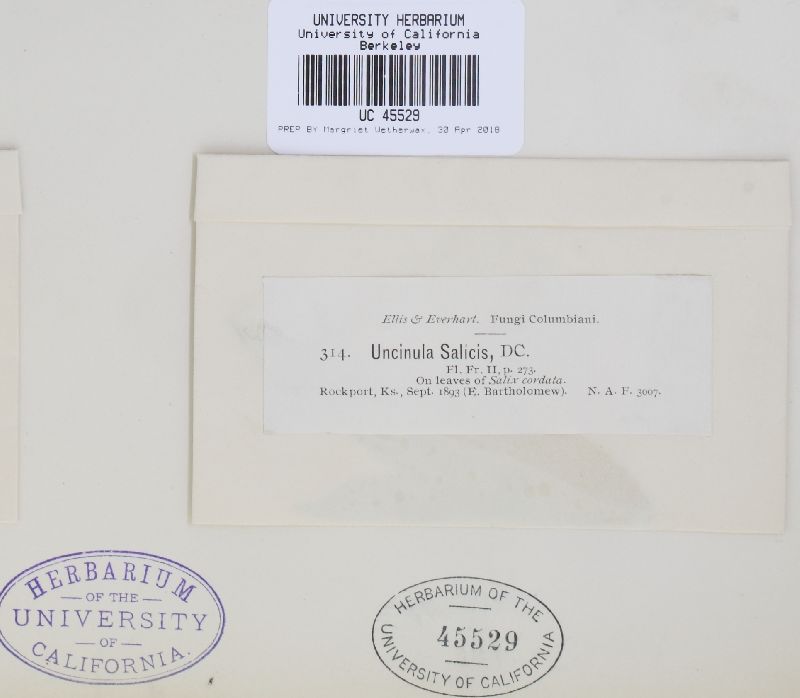 UNIVERSITY HERBARIUM
University of California
Berkeley
UC 45529
PREP BY Margriet Wetherwax, 30 Apr 2018
Ellis & Everhart. Fungi Columbiani.
314. Uncinula Salicis, DC.
Fl. Fr. II, p. 273.
On leaves of Salix cordata.
Rockport, Ks., Sept. 1893 (E. Bartholomew). N. A. F. 3007.
HERBARIUM
OF THE
UNIVERSITY
OF
CALIFORNIA.
HERBARIUM OF THE
45529
UNIVERSITY OF CALIFORNIA